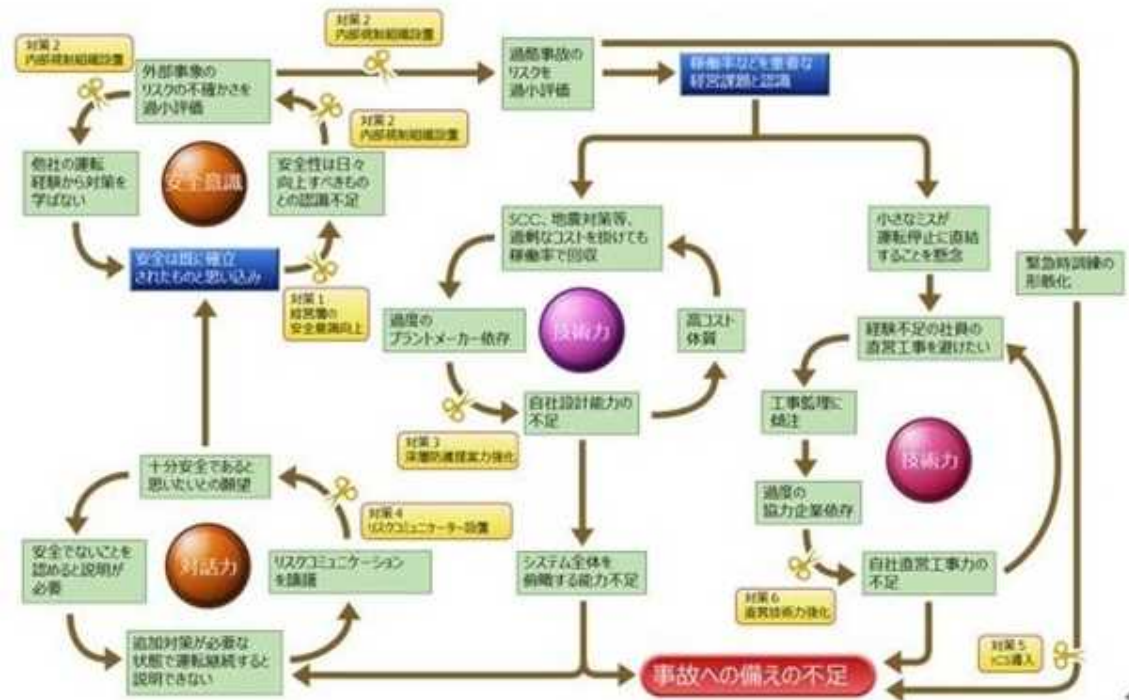 対策2
内部規制組織設置
対策2
内部規制組織設置
外部事象の
リスクの不確かさを
過小評価
過酷事故の
リスクを
過小評価
稼働率などを重要な
経営課題と認識
対策2
内部規制組織設置
他社の運転
経験から対策を
学ばない
安全意識
安全性は日々
向上すべきもの
との認識不足
安全は既に確立
されたものと思い込み
対策1
経営層の
安全意識向上
SCC、地震対策等、
過剰なコストを掛けても
稼働率で回収
小さなミスが
運転停止に直結
することを懸念
緊急時訓練の
形骸化
過度の
プラントメーカー依存
技術力
高コスト
体質
経験不足の社員の
直営工事を避けたい
自社設計能力の
不足
工事監理に
傾注
対策3
深層防護提案力強化
技術力
十分安全であると
思いたいとの願望
過度の
協力企業依存
対策4
リスクコミュニケーター設置
安全でないことを
認めると説明が
必要
対話力
リスクコミュニケーション
を躊躇
システム全体を
俯瞰する能力不足
自社直営工事力の
不足
対策6
直営技術力強化
追加対策が必要な
状態で運転継続すると
説明できない
事故への備えの不足
対策5
導入